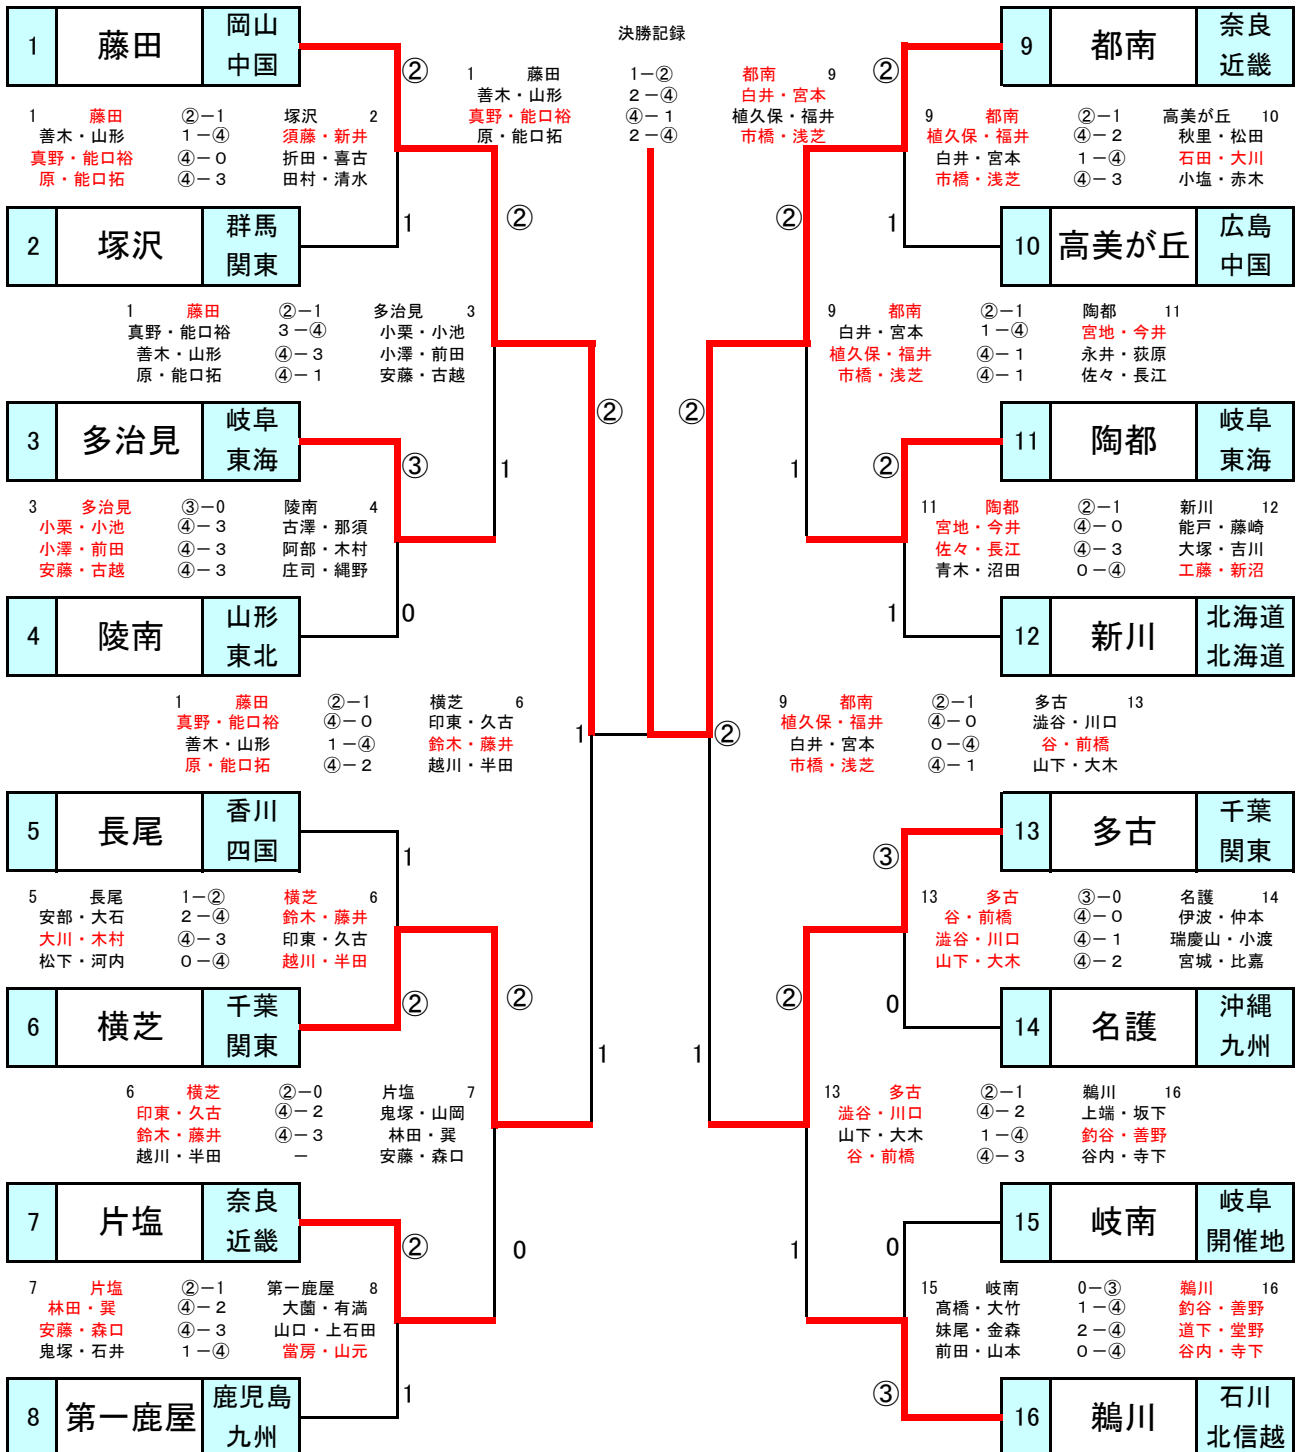 決勝記録
1 藤田 1－② 都南 9
善木・山形 2－④ 白井・宮本
真野・能口裕 ④－1 植久保・福井
原・能口拓 2－④ 市橋・浅芝
1 藤田 岡山 中国
②
1 藤田 ②－1 塚沢 2
善木・山形 1－④ 須藤・新井
真野・能口裕 ④－0 折田・喜古
原・能口拓 ④－3 田村・清水
1
2 塚沢 群馬 関東
②
1 藤田 ②－1 多治見 3
真野・能口裕 3－④ 小栗・小池
善木・山形 ④－3 小澤・前田
原・能口拓 ④－1 安藤・古越
②
3 多治見 岐阜 東海
③
1
3 多治見 ③－0 陵南 4
小栗・小池 ④－3 古澤・那須
小澤・前田 ④－3 阿部・木村
安藤・古越 ④－3 庄司・縄野
0
4 陵南 山形 東北
1 藤田 ②－1 横芝 6
真野・能口裕 ④－0 印東・久古
善木・山形 1－④ 鈴木・藤井
原・能口拓 ④－2 越川・半田
1
5 長尾 香川 四国
1
5 長尾 1－② 横芝 6
安部・大石 2－④ 鈴木・藤井
大川・木村 ④－3 印東・久古
松下・河内 0－④ 越川・半田
②
②
6 横芝 千葉 関東
1
6 横芝 ②－0 片塩 7
印東・久古 ④－2 鬼塚・山岡
鈴木・藤井 ④－3 林田・巽
越川・半田 － 安藤・森口
7 片塩 奈良 近畿
②
0
7 片塩 ②－1 第一鹿屋 8
林田・巽 ④－2 大薗・有満
安藤・森口 ④－3 山口・上石田
鬼塚・石井 1－④ 當房・山元
1
8 第一鹿屋 鹿児島 九州
②
9 都南 奈良 近畿
9 都南 ②－1 高美が丘 10
植久保・福井 ④－2 秋里・松田
白井・宮本 1－④ 石田・大川
市橋・浅芝 ④－3 小塩・赤木
②
1
10 高美が丘 広島 中国
9 都南 ②－1 陶都 11
白井・宮本 1－④ 宮地・今井
植久保・福井 ④－1 永井・荻原
市橋・浅芝 ④－1 佐々・長江
②
11 陶都 岐阜 東海
1
②
11 陶都 ②－1 新川 12
宮地・今井 ④－0 能戸・藤崎
佐々・長江 ④－3 大塚・吉川
青木・沼田 0－④ 工藤・新沼
1
12 新川 北海道 北海道
9 都南 ②－1 多古 13
植久保・福井 ④－0 澁谷・川口
白井・宮本 0－④ 谷・前橋
市橋・浅芝 ④－1 山下・大木
②
13 多古 千葉 関東
③
13 多古 ③－0 名護 14
谷・前橋 ④－0 伊波・仲本
澁谷・川口 ④－1 瑞慶山・小渡
山下・大木 ④－2 宮城・比嘉
②
0
14 名護 沖縄 九州
1
13 多古 ②－1 鵜川 16
澁谷・川口 ④－2 上端・坂下
山下・大木 1－④ 釣谷・善野
谷・前橋 ④－3 谷内・寺下
15 岐南 岐阜 開催地
1
0
15 岐南 0－③ 鵜川 16
髙橋・大竹 1－④ 釣谷・善野
妹尾・金森 2－④ 道下・堂野
前田・山本 0－④ 谷内・寺下
③
16 鵜川 石川 北信越